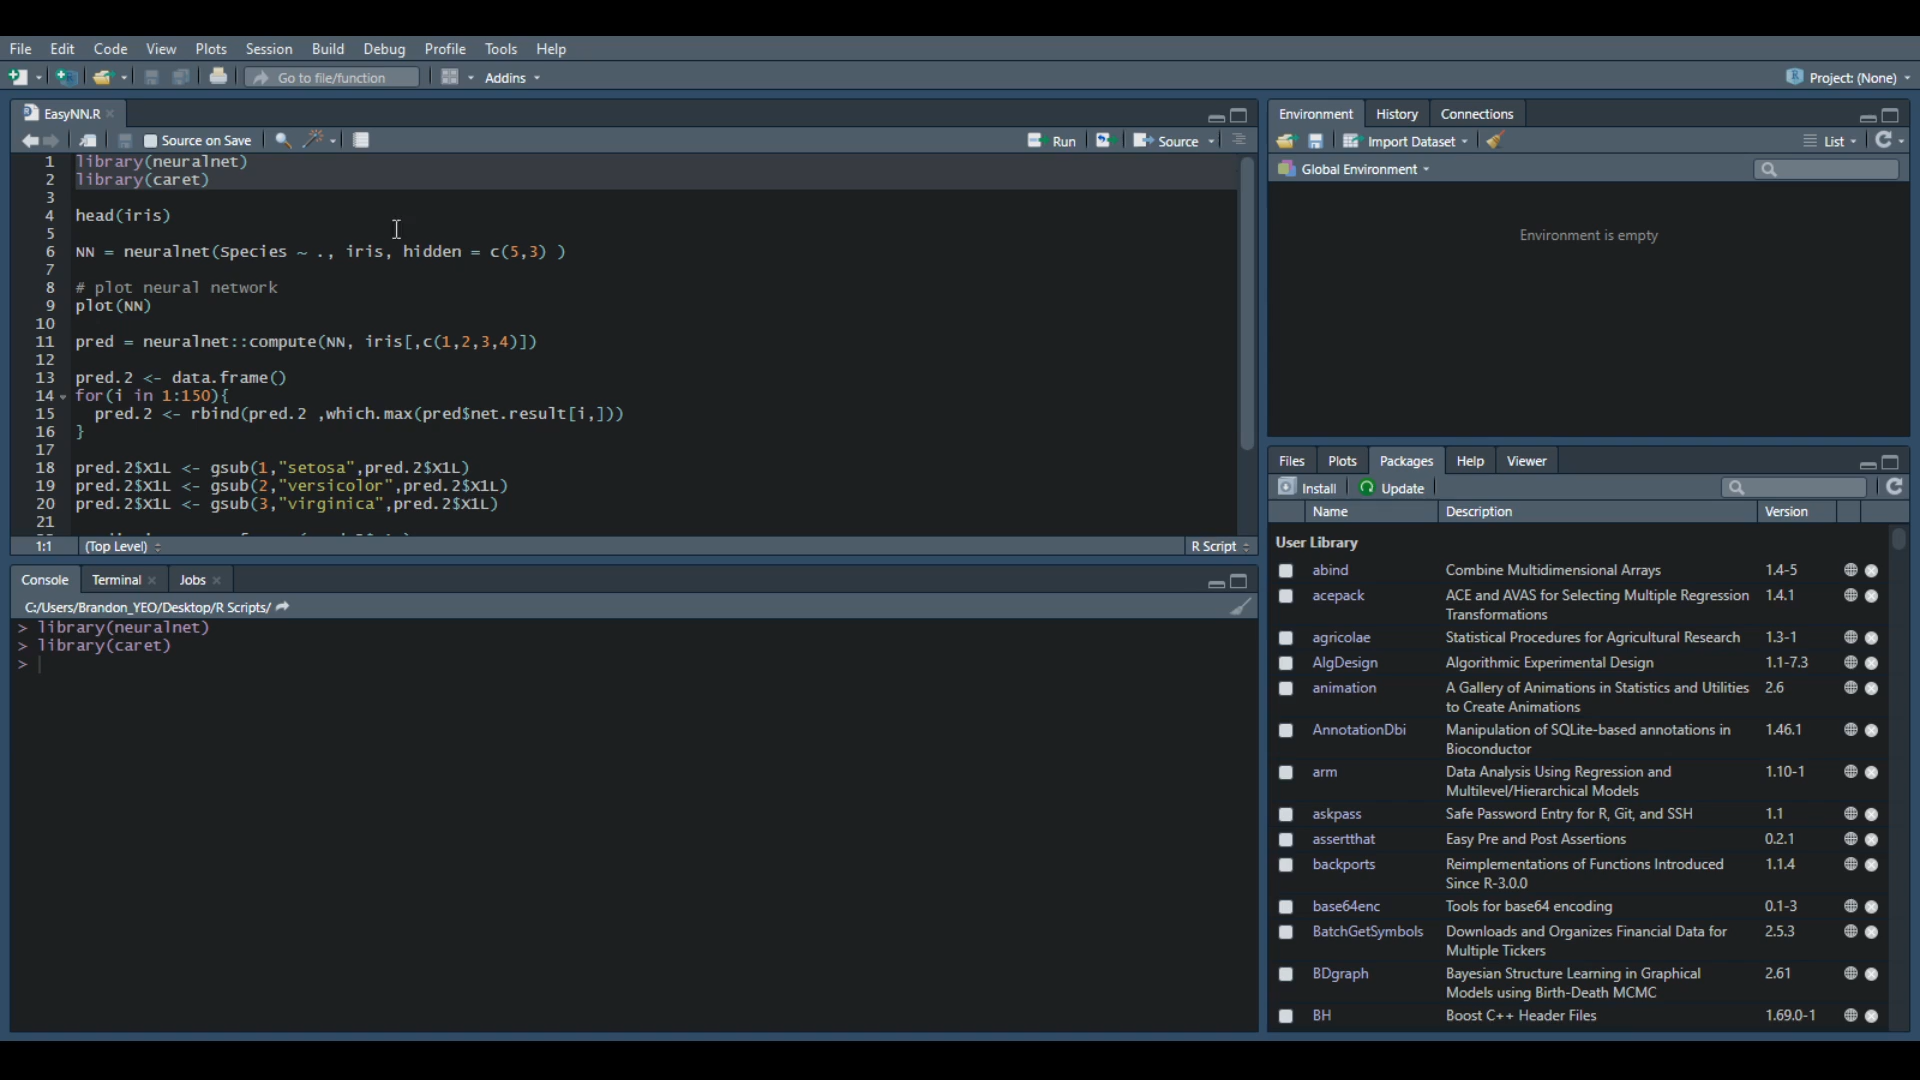 File Edit Code View Plots Session Build Debug Profile Tools Help
Go to file/function Addins Project: (None)
EasyNN.R
Source on Save Run Source
1 library(neuralnet)
2 library(caret)
3
4 head(iris)
5
6 NN = neuralnet(Species ~ ., iris, hidden = c(5,3) )
7
8 # plot neural network
9 plot(NN)
10
11 pred = neuralnet::compute(NN, iris[,c(1,2,3,4)])
12
13 pred.2 <- data.frame()
14 for(i in 1:150){
15 pred.2 <- rbind(pred.2 ,which.max(pred$net.result[i,]))
16 }
17
18 pred.2$X1L <- gsub(1,"setosa",pred.2$X1L)
19 pred.2$X1L <- gsub(2,"versicolor",pred.2$X1L)
20 pred.2$X1L <- gsub(3,"virginica",pred.2$X1L)
21
1:1 (Top Level) R Script
Console Terminal Jobs
C:/Users/Brandon_YEO/Desktop/R Scripts/
> library(neuralnet)
> library(caret)
>
Environment History Connections
Import Dataset List
Global Environment
Environment is empty
Files Plots Packages Help Viewer
Install Update
Name Description Version
User Library
abind Combine Multidimensional Arrays 1.4-5
acepack ACE and AVAS for Selecting Multiple Regression 1.4.1
Transformations
agricolae Statistical Procedures for Agricultural Research 1.3-1
AlgDesign Algorithmic Experimental Design 1.1-7.3
animation A Gallery of Animations in Statistics and Utilities 2.6
to Create Animations
AnnotationDbi Manipulation of SQLite-based annotations in 1.46.1
Bioconductor
arm Data Analysis Using Regression and 1.10-1
Multilevel/Hierarchical Models
askpass Safe Password Entry for R, Git, and SSH 1.1
assertthat Easy Pre and Post Assertions 0.2.1
backports Reimplementations of Functions Introduced 1.1.4
Since R-3.0.0
base64enc Tools for base64 encoding 0.1-3
BatchGetSymbols Downloads and Organizes Financial Data for 2.5.3
Multiple Tickers
BDgraph Bayesian Structure Learning in Graphical 2.61
Models using Birth-Death MCMC
BH Boost C++ Header Files 1.69.0-1